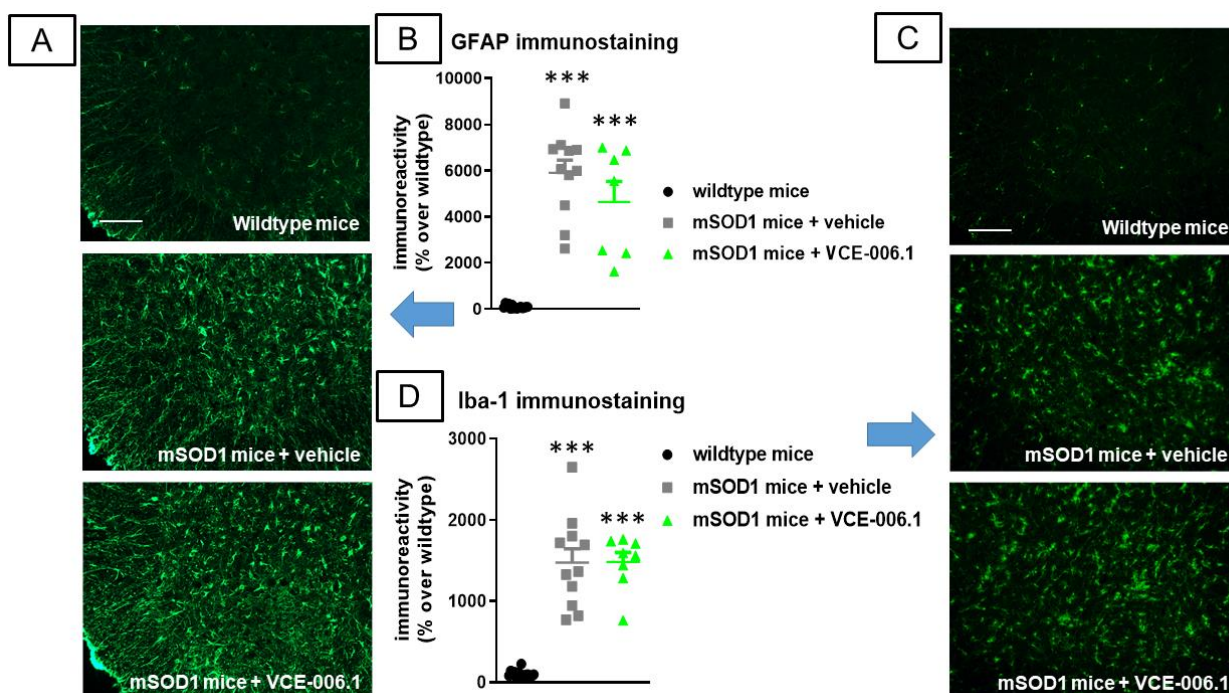 A
Wildtype mice
mSOD1 mice + vehicle
mSOD1 mice + VCE-006.1
B
GFAP immunostaining
immunoreactivity
(% over wildtype)
10000
8000
6000
4000
2000
0
***
***
wildtype mice
mSOD1 mice + vehicle
mSOD1 mice + VCE-006.1
D
Iba-1 immunostaining
immunoreactivity
(% over wildtype)
3000
2000
1000
0
***
***
wildtype mice
mSOD1 mice + vehicle
mSOD1 mice + VCE-006.1
C
Wildtype mice
mSOD1 mice + vehicle
mSOD1 mice + VCE-006.1